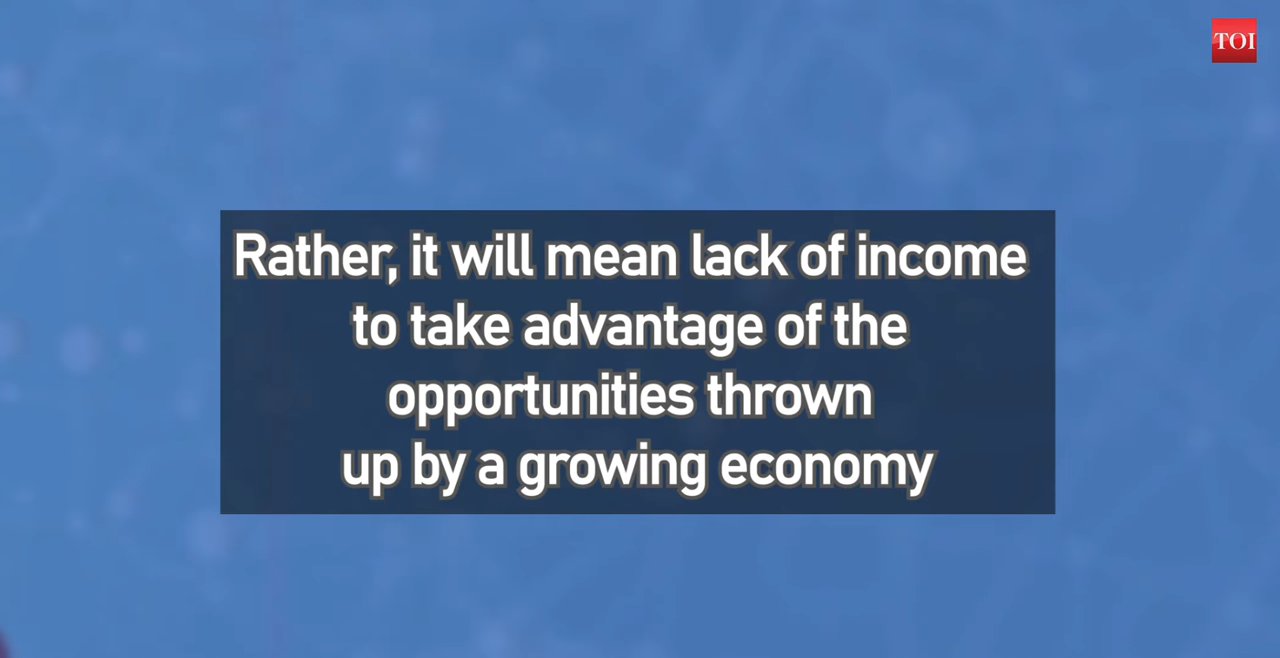 TOI
Rather, it will mean lack of income
to take advantage of the
opportunities thrown
up by a growing economy